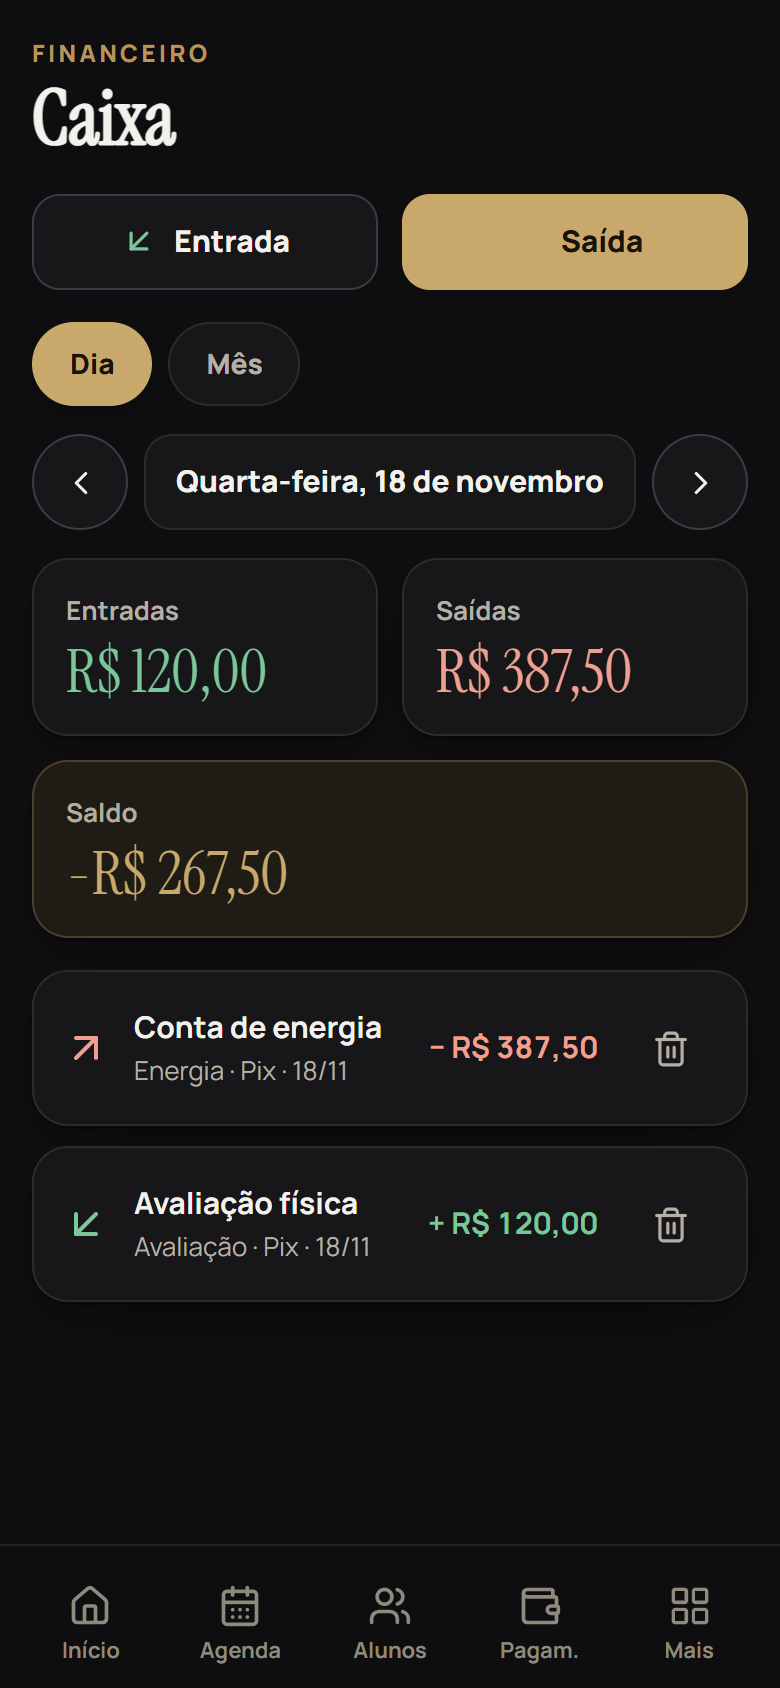 FINANCEIRO
Caixa
Entrada
Saída
Dia
Mês
Quarta-feira, 18 de novembro
Entradas
R$ 120,00
Saídas
R$ 387,50
Saldo
-R$ 267,50
Conta de energia
Energia · Pix · 18/11
− R$ 387,50
Avaliação física
Avaliação · Pix · 18/11
+ R$ 120,00
Início
Agenda
Alunos
Pagam.
Mais